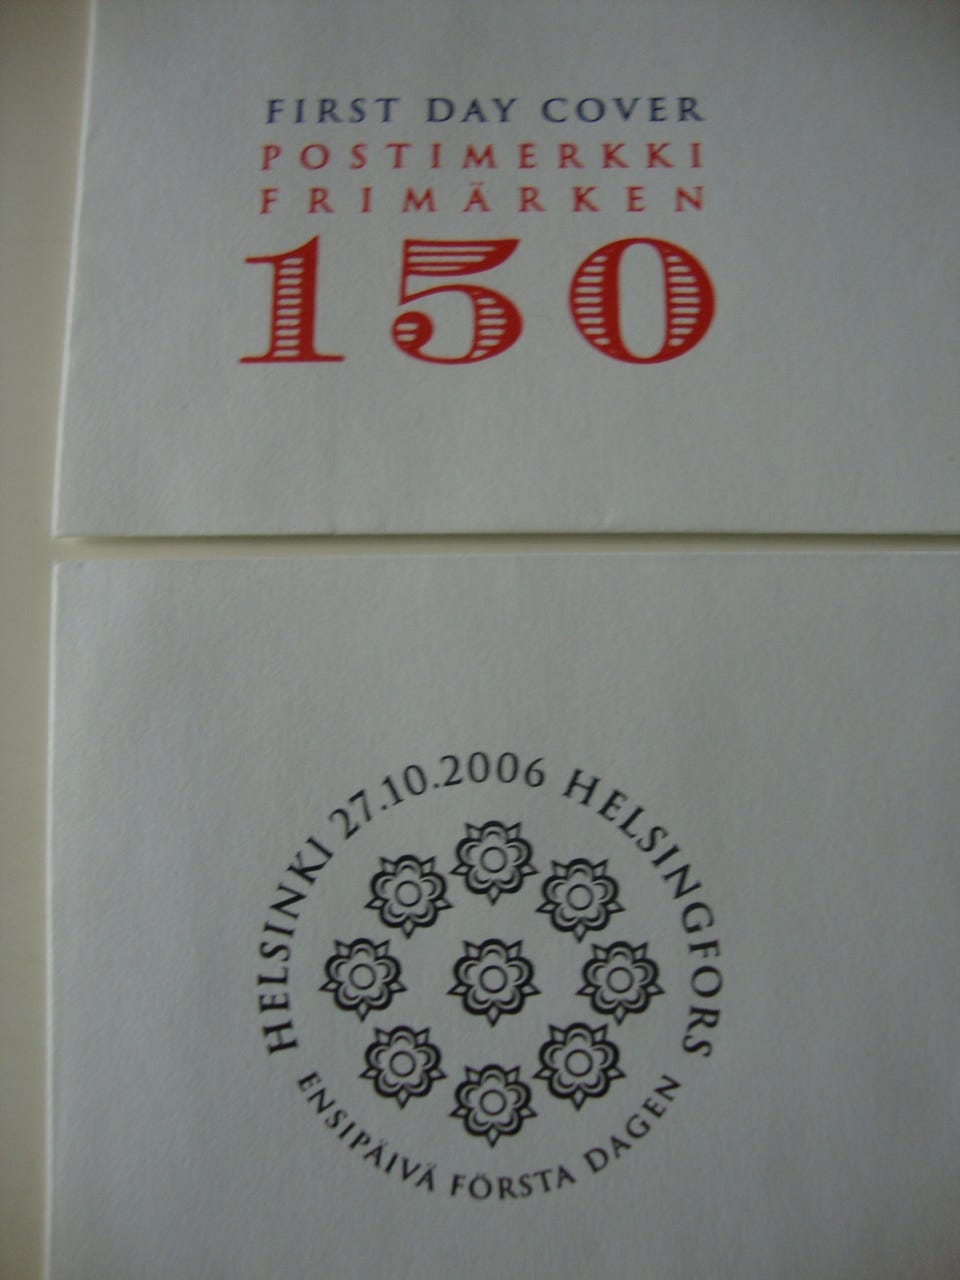 FIRST DAY COVER
POSTIMERKKI
FRIMÄRKEN
150
HELSINKI 27.10.2006 HELSINGFORS
ENSIPÄIVÄ FÖRSTA DAGEN